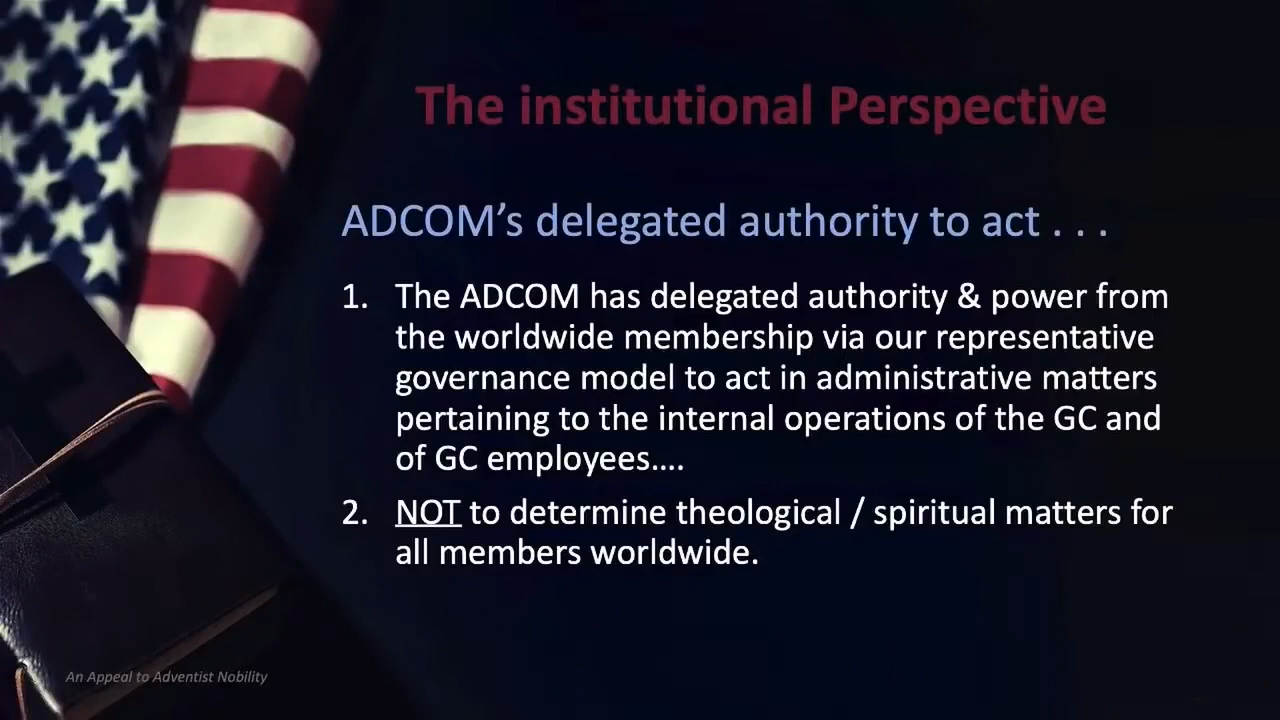 The institutional Perspective
ADCOM’s delegated authority to act . . .
1. The ADCOM has delegated authority & power from
the worldwide membership via our representative
governance model to act in administrative matters
pertaining to the internal operations of the GC and
of GC employees....
2. NOT to determine theological / spiritual matters for
all members worldwide.
An Appeal to Adventist Nobility